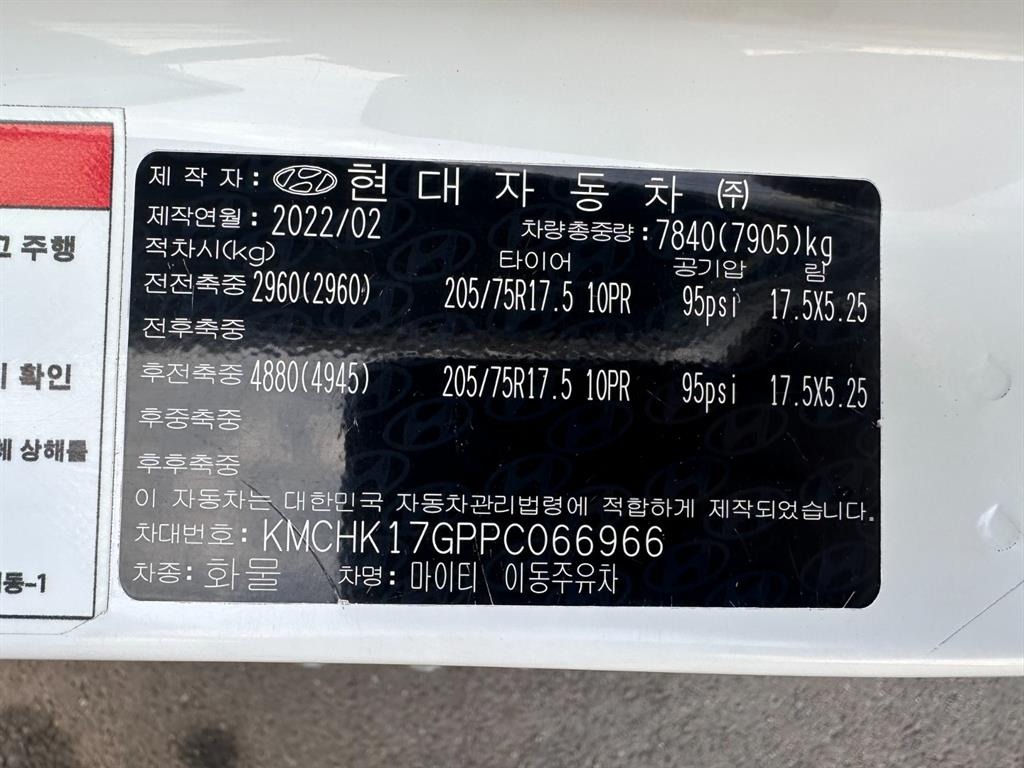 제 작 자 : 현 대 자 동 차 ㈜
제작연월 : 2022/02 차량총중량 : 7840(7905)kg
적차시(kg) 타이어 공기압 림
전전축중 2960(2960) 205/75R17.5 10PR 95psi 17.5X5.25
전후축중
후전축중 4880(4945) 205/75R17.5 10PR 95psi 17.5X5.25
후중축중
후후축중
이 자동차는 대한민국 자동차관리법령에 적합하게 제작되었습니다.
차대번호: KMCHK17GPPC066966
차종: 화물 차명: 마이티 이동주유차
주행
확인
상해를